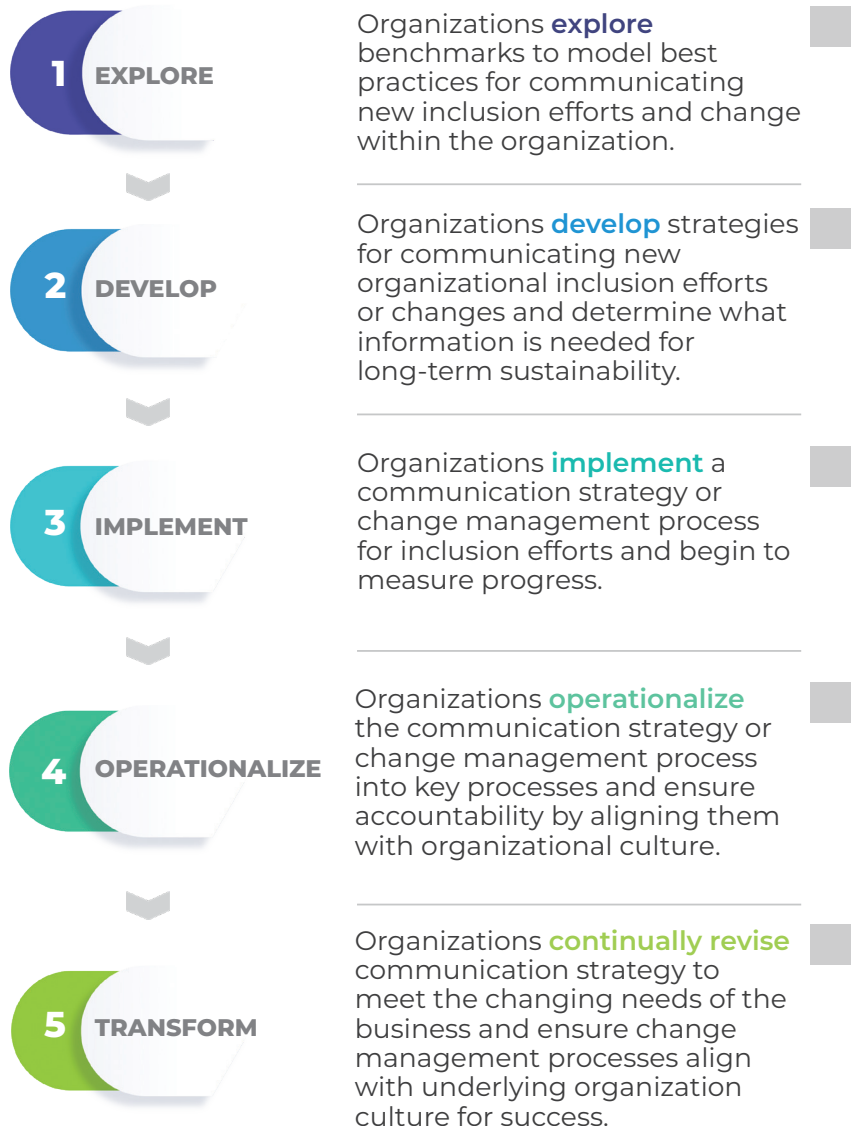 1 EXPLORE
Organizations explore
benchmarks to model best
practices for communicating
new inclusion efforts and change
within the organization.
2 DEVELOP
Organizations develop strategies
for communicating new
organizational inclusion efforts
or changes and determine what
information is needed for
long-term sustainability.
3 IMPLEMENT
Organizations implement a
communication strategy or
change management process
for inclusion efforts and begin to
measure progress.
4 OPERATIONALIZE
Organizations operationalize
the communication strategy or
change management process
into key processes and ensure
accountability by aligning them
with organizational culture.
5 TRANSFORM
Organizations continually revise
communication strategy to
meet the changing needs of the
business and ensure change
management processes align
with underlying organization
culture for success.